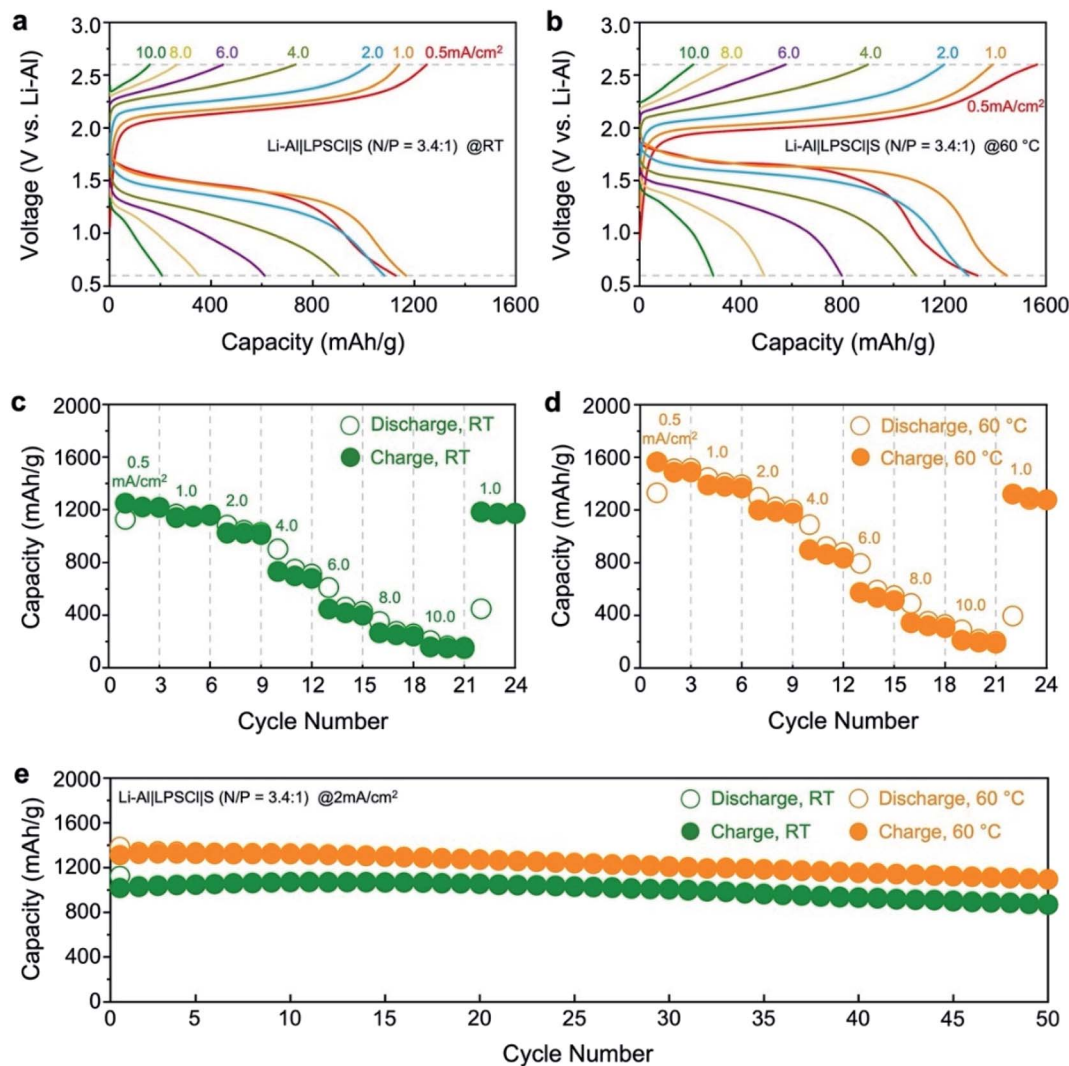 a
3.0
2.5
2.0
1.5
1.0
0.5
Voltage (V vs. Li-Al)
10.0 8.0 6.0 4.0 2.0 1.0 0.5mA/cm²
Li-Al|LPSCl|S (N/P = 3.4:1) @RT
0 400 800 1200 1600
Capacity (mAh/g)
b
3.0
2.5
2.0
1.5
1.0
0.5
Voltage (V vs. Li-Al)
10.0 8.0 6.0 4.0 2.0 1.0
0.5mA/cm²
Li-Al|LPSCl|S (N/P = 3.4:1) @60 °C
0 400 800 1200 1600
Capacity (mAh/g)
c
2000
1600
1200
800
400
0
Capacity (mAh/g)
Discharge, RT
Charge, RT
0.5
mA/cm²
1.0
2.0
4.0
6.0
8.0
10.0
1.0
0 3 6 9 12 15 18 21 24
Cycle Number
d
2000
1600
1200
800
400
0
Capacity (mAh/g)
Discharge, 60 °C
Charge, 60 °C
0.5
mA/cm²
1.0
2.0
4.0
6.0
8.0
10.0
1.0
0 3 6 9 12 15 18 21 24
Cycle Number
e
2000
1600
1200
800
400
0
Capacity (mAh/g)
Li-Al|LPSCl|S (N/P = 3.4:1) @2mA/cm²
Discharge, RT
Discharge, 60 °C
Charge, RT
Charge, 60 °C
0 5 10 15 20 25 30 35 40 45 50
Cycle Number